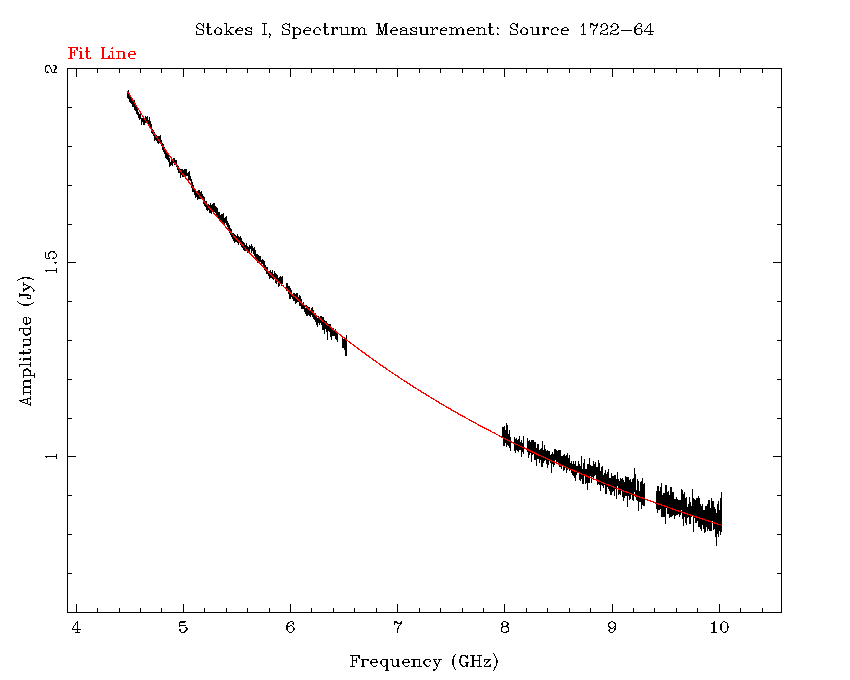 Stokes I, Spectrum Measurement: Source 1722−64
Fit Line
2
1.5
1
Amplitude (Jy)
4 5 6 7 8 9 10
Frequency (GHz)